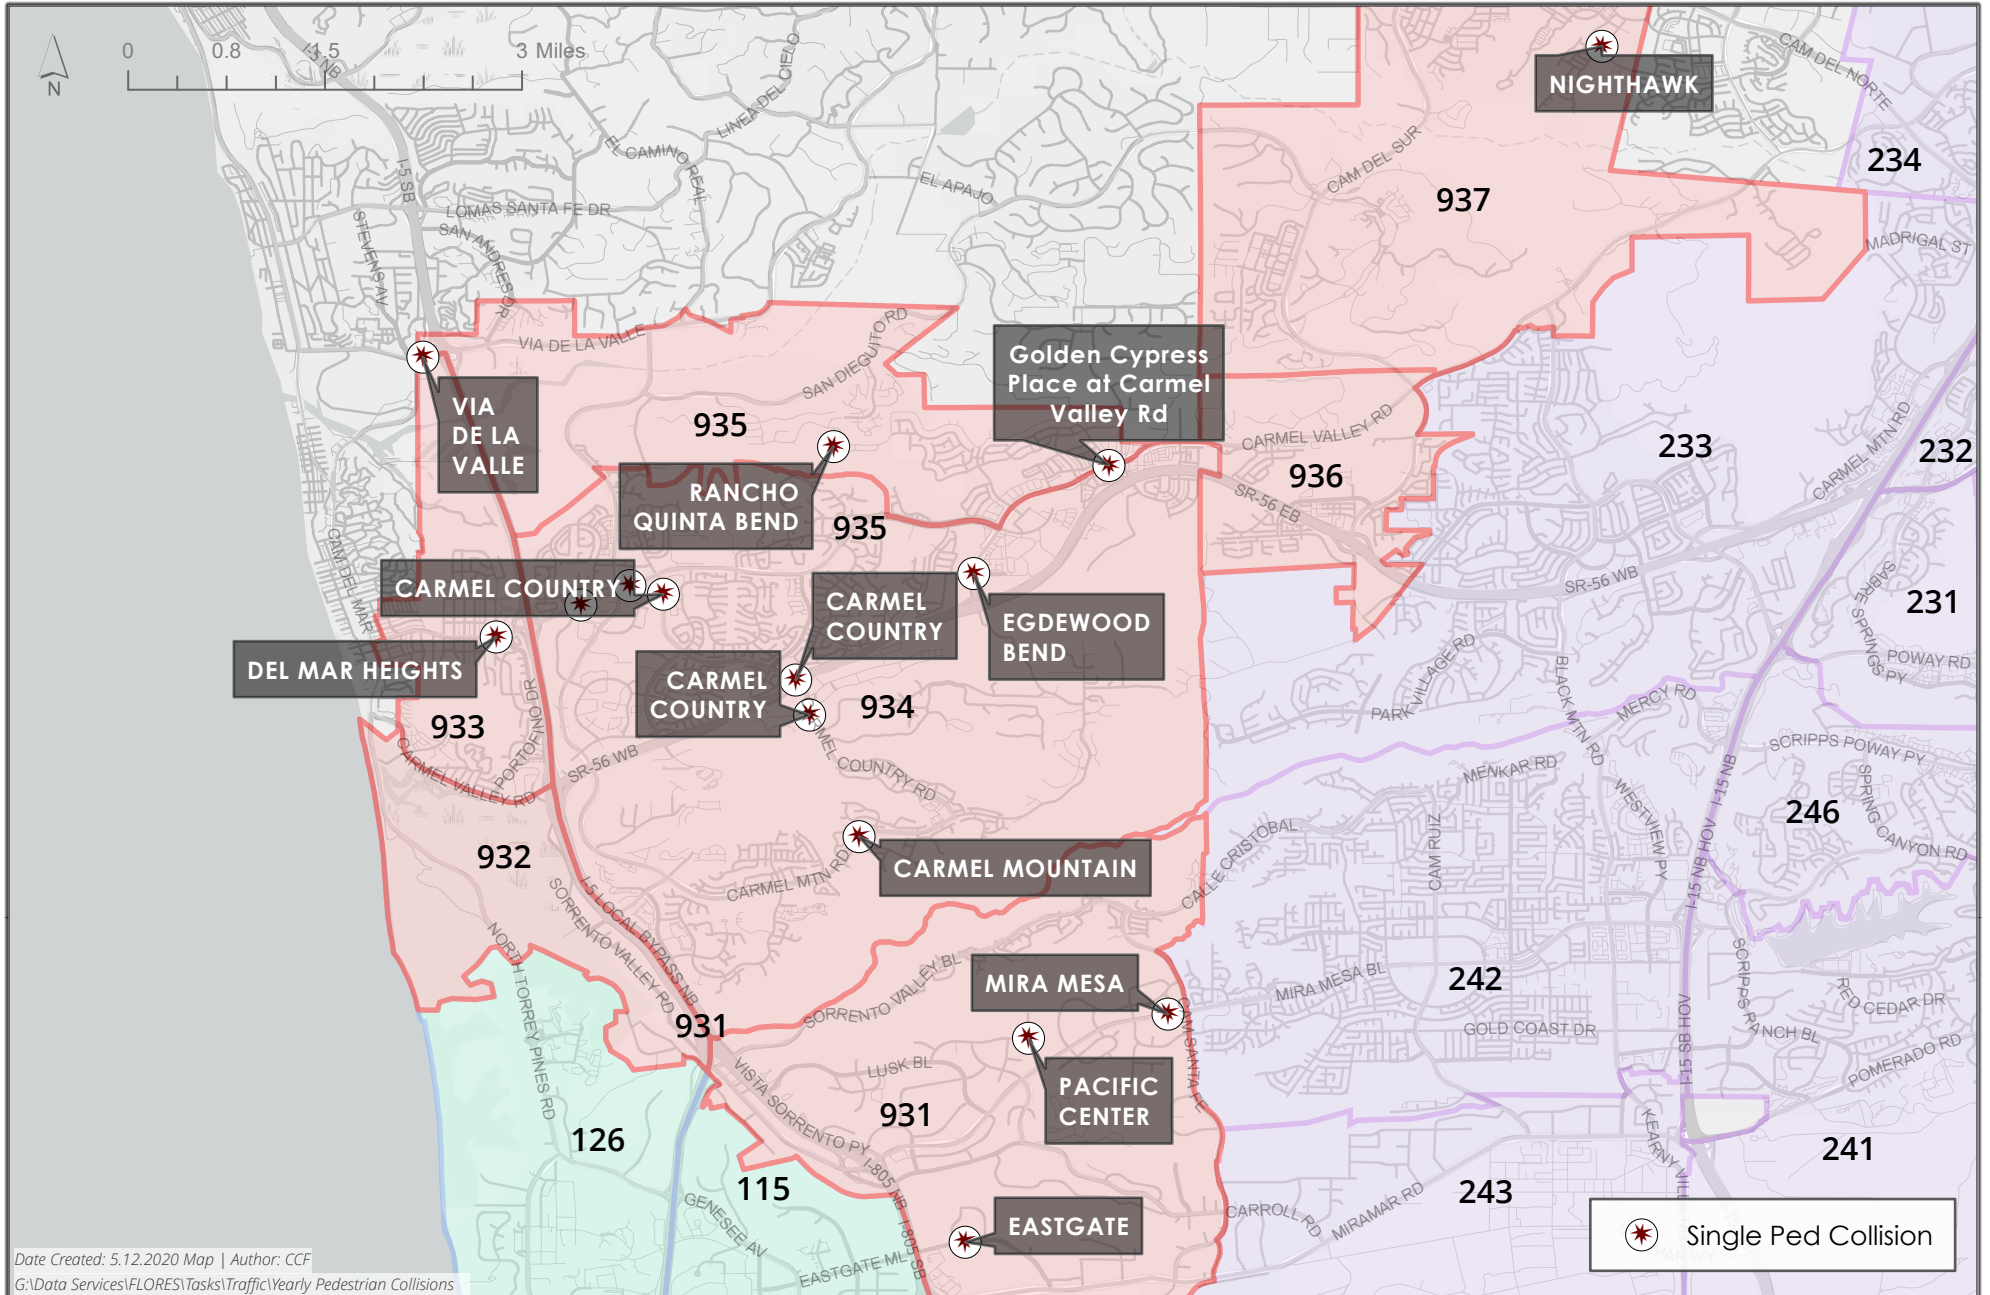 N
0 0.8 1.5 3 Miles
I-5 NB
I-5 SB
LINEA DEL CIELO
EL CAMINO REAL
EL APAJO
LOMAS SANTA FE DR
SAN ANDRES DR
STEVENS AV
VIA DE LA VALLE
SAN DIEGUITO RD
CAM DEL SUR
CAM DEL NORTE
MADRIGAL ST
NIGHTHAWK
234
937
VIA
DE LA
VALLE
935
Golden Cypress
Place at Carmel
Valley Rd
CARMEL VALLEY RD
936
SR-56 EB
233
232
CARMEL MTN RD
RANCHO
QUINTA BEND
935
CAM DEL MAR
CARMEL COUNTRY
CARMEL
COUNTRY
EGDEWOOD
BEND
SR-56 WB
231
SABRE SPRINGS PY
POWAY RD
DEL MAR HEIGHTS
CARMEL
COUNTRY
934
933
PORTOFINO DR
CARMEL VALLEY RD
SR-56 WB
CARMEL COUNTRY RD
PARK VILLAGE RD
BLACK MTN RD
MERCY RD
MENKAR RD
WESTVIEW PY
I-15 NB
SCRIPPS POWAY PY
SPRING CANYON RD
246
932
CARMEL MOUNTAIN
CARMEL MTN RD
CALLE CRISTOBAL
CAM RUIZ
I-15 NB HOV
I-5 LOCAL BYPASS NB
SORRENTO VALLEY RD
NORTH TORREY PINES RD
SORRENTO VALLEY BL
MIRA MESA
MIRA MESA BL
242
GOLD COAST DR
SCRIPPS RANCH BL
RED CEDAR DR
POMERADO RD
I-15 SB HOV
931
CAM SANTA FE
LUSK BL
PACIFIC
CENTER
VISTA SORRENTO PY
931
126
115
GENESEE AV
I-805 NB
I-805 SB
EASTGATE ML
EASTGATE
CARROLL RD
MIRAMAR RD
243
241
Single Ped Collision
Date Created: 5.12.2020 Map | Author: CCF
G:\Data Services\FLORES\Tasks\Traffic\Yearly Pedestrian Collisions